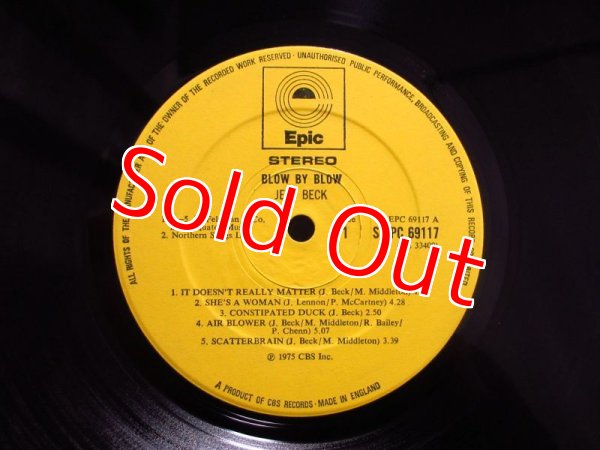 ALL RIGHTS OF THE MANUFACTURER AND OF THE OWNER OF THE RECORDED WORK RESERVED · UNAUTHORISED PUBLIC PERFORMANCE, BROADCASTING AND COPYING OF THIS RECORD
Epic
STEREO
BLOW BY BLOW
JEFF BECK
EPC 69117 A
2. Northern
1
S EPC 69117
Sold Out
1. IT DOESN'T REALLY MATTER (J. Beck/M. Middleton)
2. SHE'S A WOMAN (J. Lennon/P. McCartney) 4.28
3. CONSTIPATED DUCK (J. Beck) 2.50
4. AIR BLOWER (J. Beck/M. Middleton/R. Bailey/
P. Chenn) 5.07
5. SCATTERBRAIN (J. Beck/M. Middleton) 3.39
℗ 1975 CBS Inc.
A PRODUCT OF CBS RECORDS · MADE IN ENGLAND